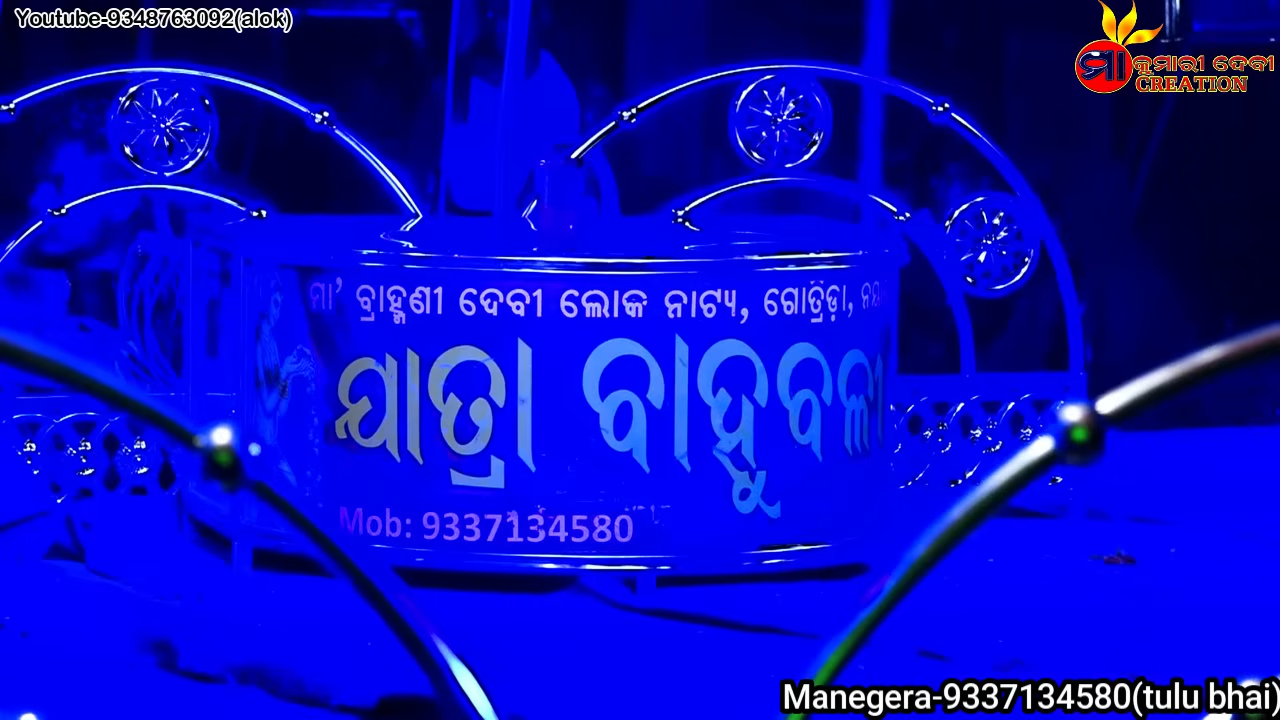 Youtube-9348763092(alok)
ମାଁ କୁମାରୀ ଦେବୀ
CREATION
ମା' ବ୍ରାହ୍ମଣୀ ଦେବୀ ଲୋକ ନାଟ୍ୟ, ଗୋତ୍ରିଡ଼ା,
ଯାତ୍ରା ବାହୁବଳୀ
Mob: 9337134580
Manegera-9337134580(tulu bhai)